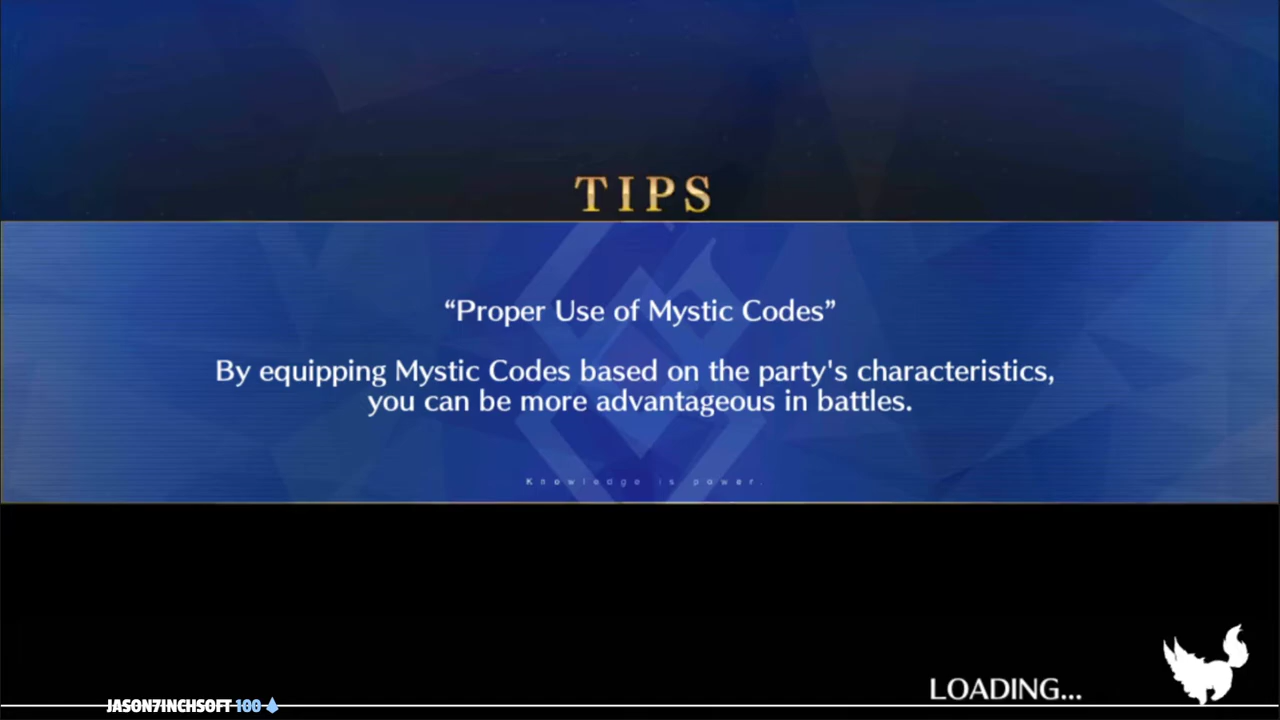 TIPS
“Proper Use of Mystic Codes”
By equipping Mystic Codes based on the party's characteristics,
you can be more advantageous in battles.
Knowledge is power.
LOADING...
JASON7INCHSOFT 100